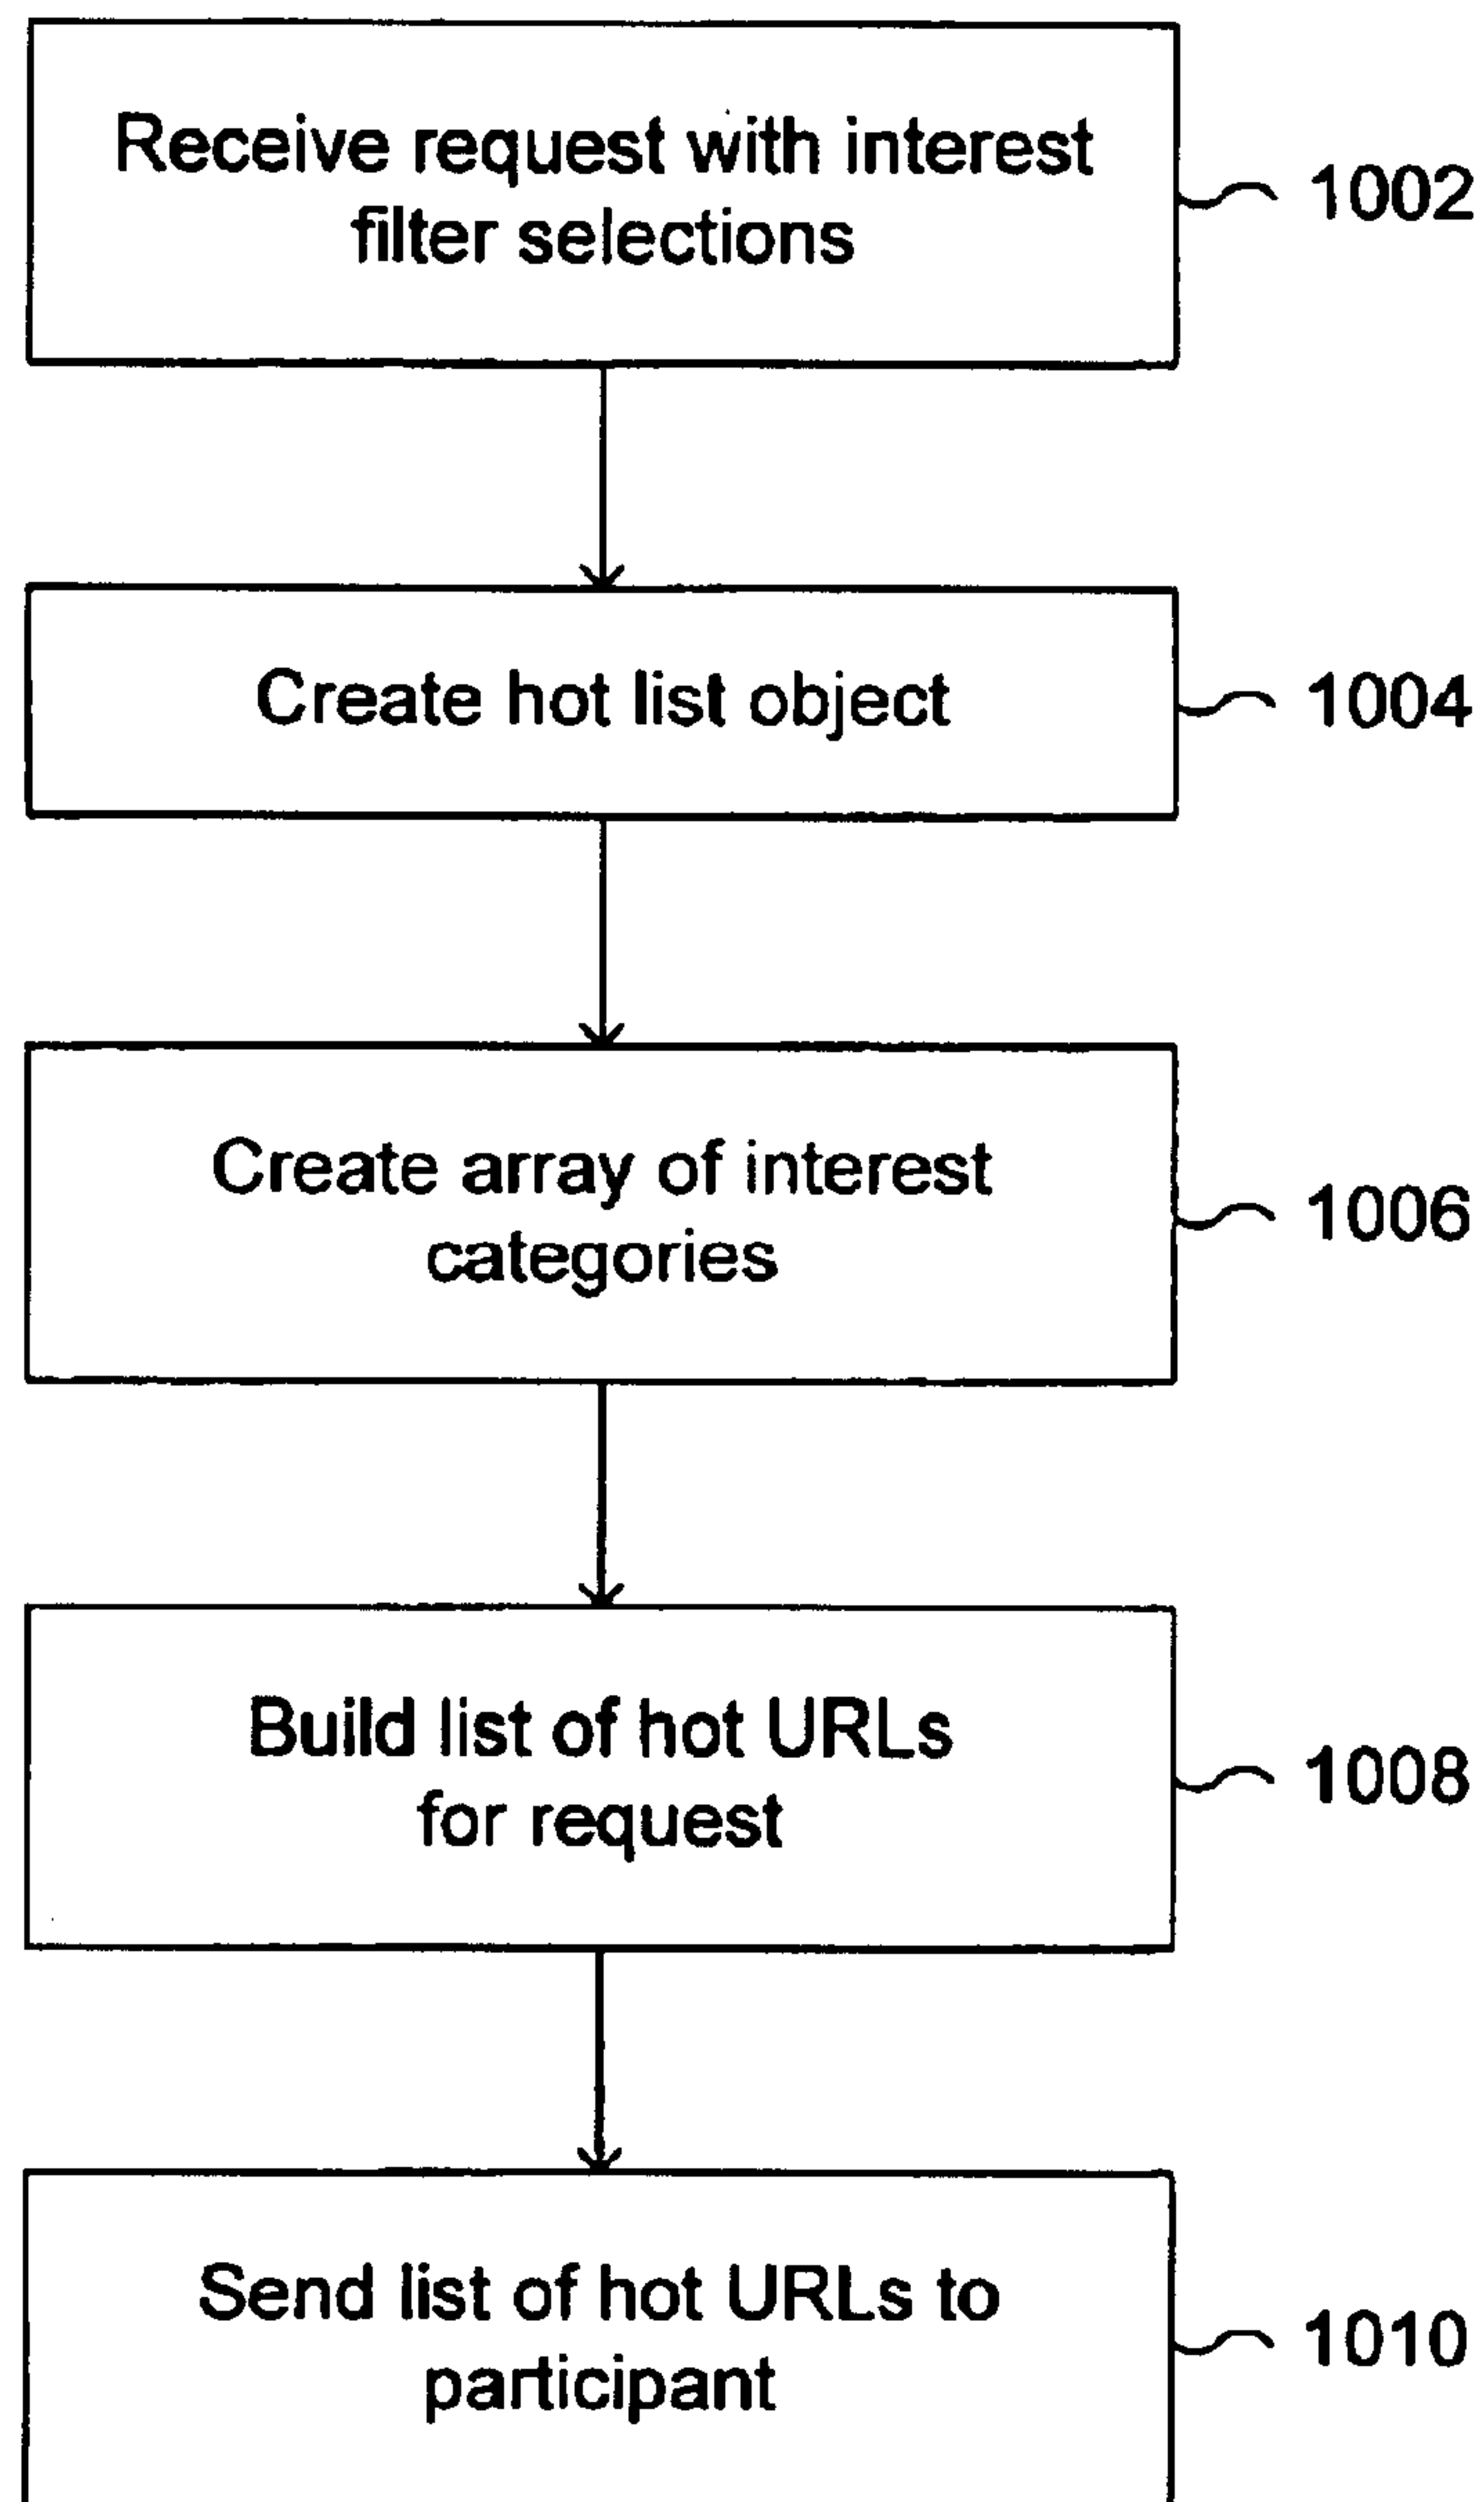 Receive request with interest
filter selections
1002
Create hot list object
1004
Create array of interest
categories
1006
Build list of hot URLs
for request
1008
Send list of hot URLs to
participant
1010